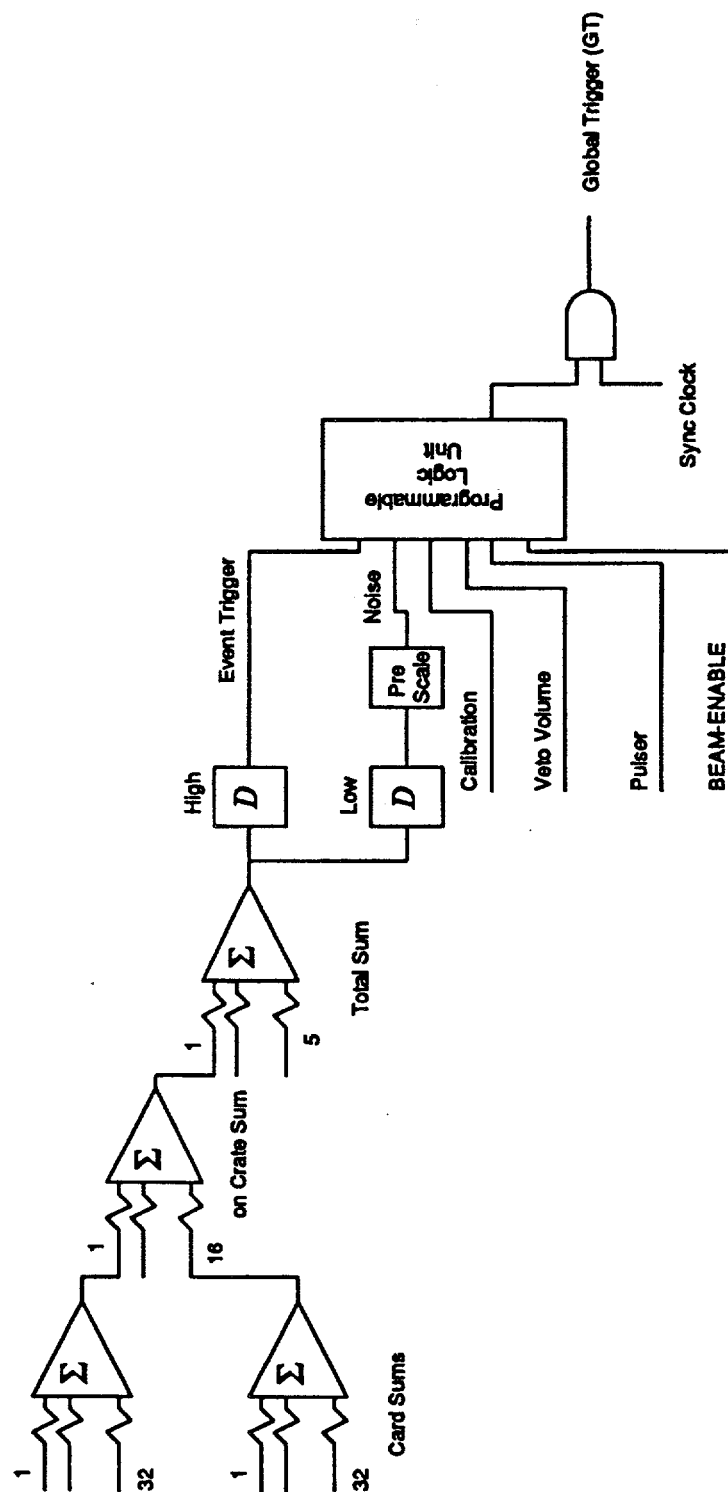 1
32
1
32
Σ
Σ
Card Sums
1
16
Σ
on Crate Sum
1
5
Σ
Total Sum
High
D
Low
D
Event Trigger
Pre
Scale
Noise
Calibration
Veto Volume
Pulser
BEAM-ENABLE
Programmable
Logic
Unit
Sync Clock
Global Trigger (GT)